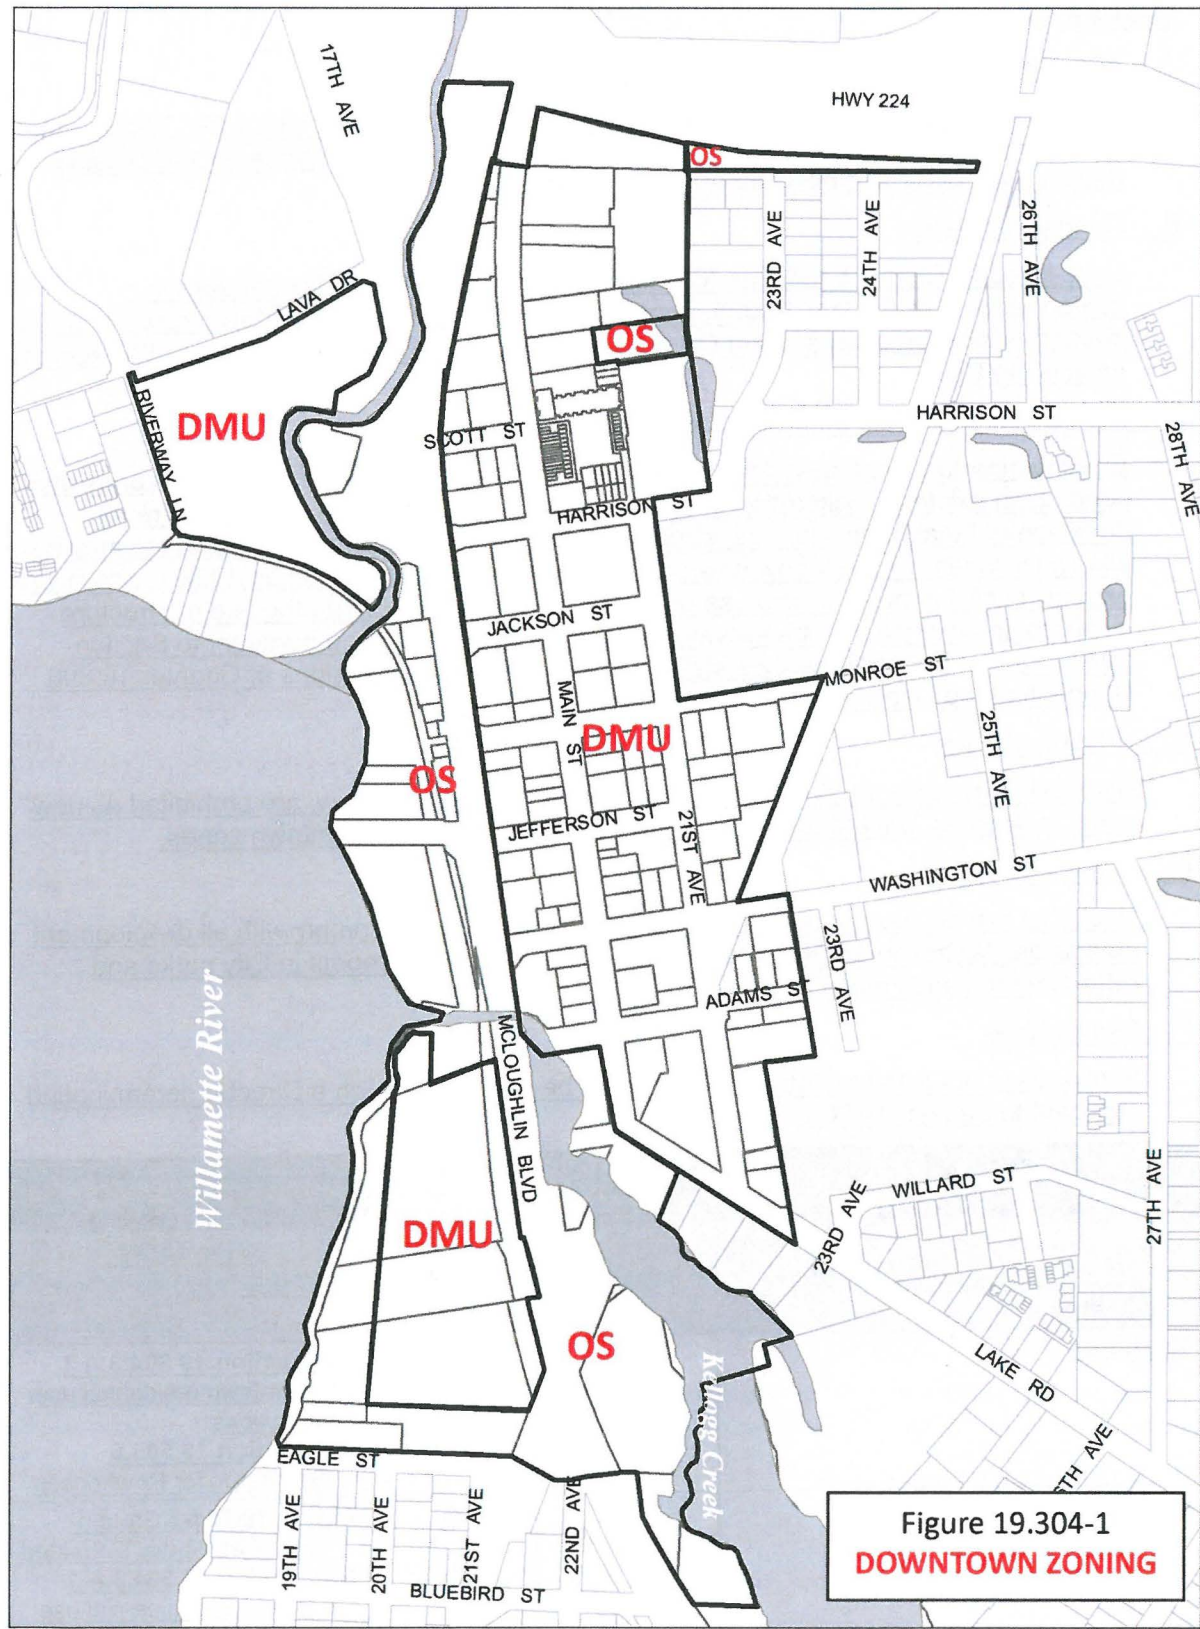 17TH AVE
HWY 224
OS
23RD AVE
24TH AVE
26TH AVE
LAVA DR
OS
RIVERWAY LN
DMU
SCOTT ST
HARRISON ST
28TH AVE
HARRISON ST
JACKSON ST
MAIN ST
MONROE ST
DMU
25TH AVE
OS
JEFFERSON ST
21ST AVE
WASHINGTON ST
23RD AVE
ADAMS ST
Willamette River
MCLOUGHLIN BLVD
DMU
23RD AVE
WILLARD ST
27TH AVE
OS
LAKE RD
Kellogg Creek
EAGLE ST
19TH AVE
20TH AVE
21ST AVE
22ND AVE
BLUEBIRD ST
Figure 19.304-1
DOWNTOWN ZONING